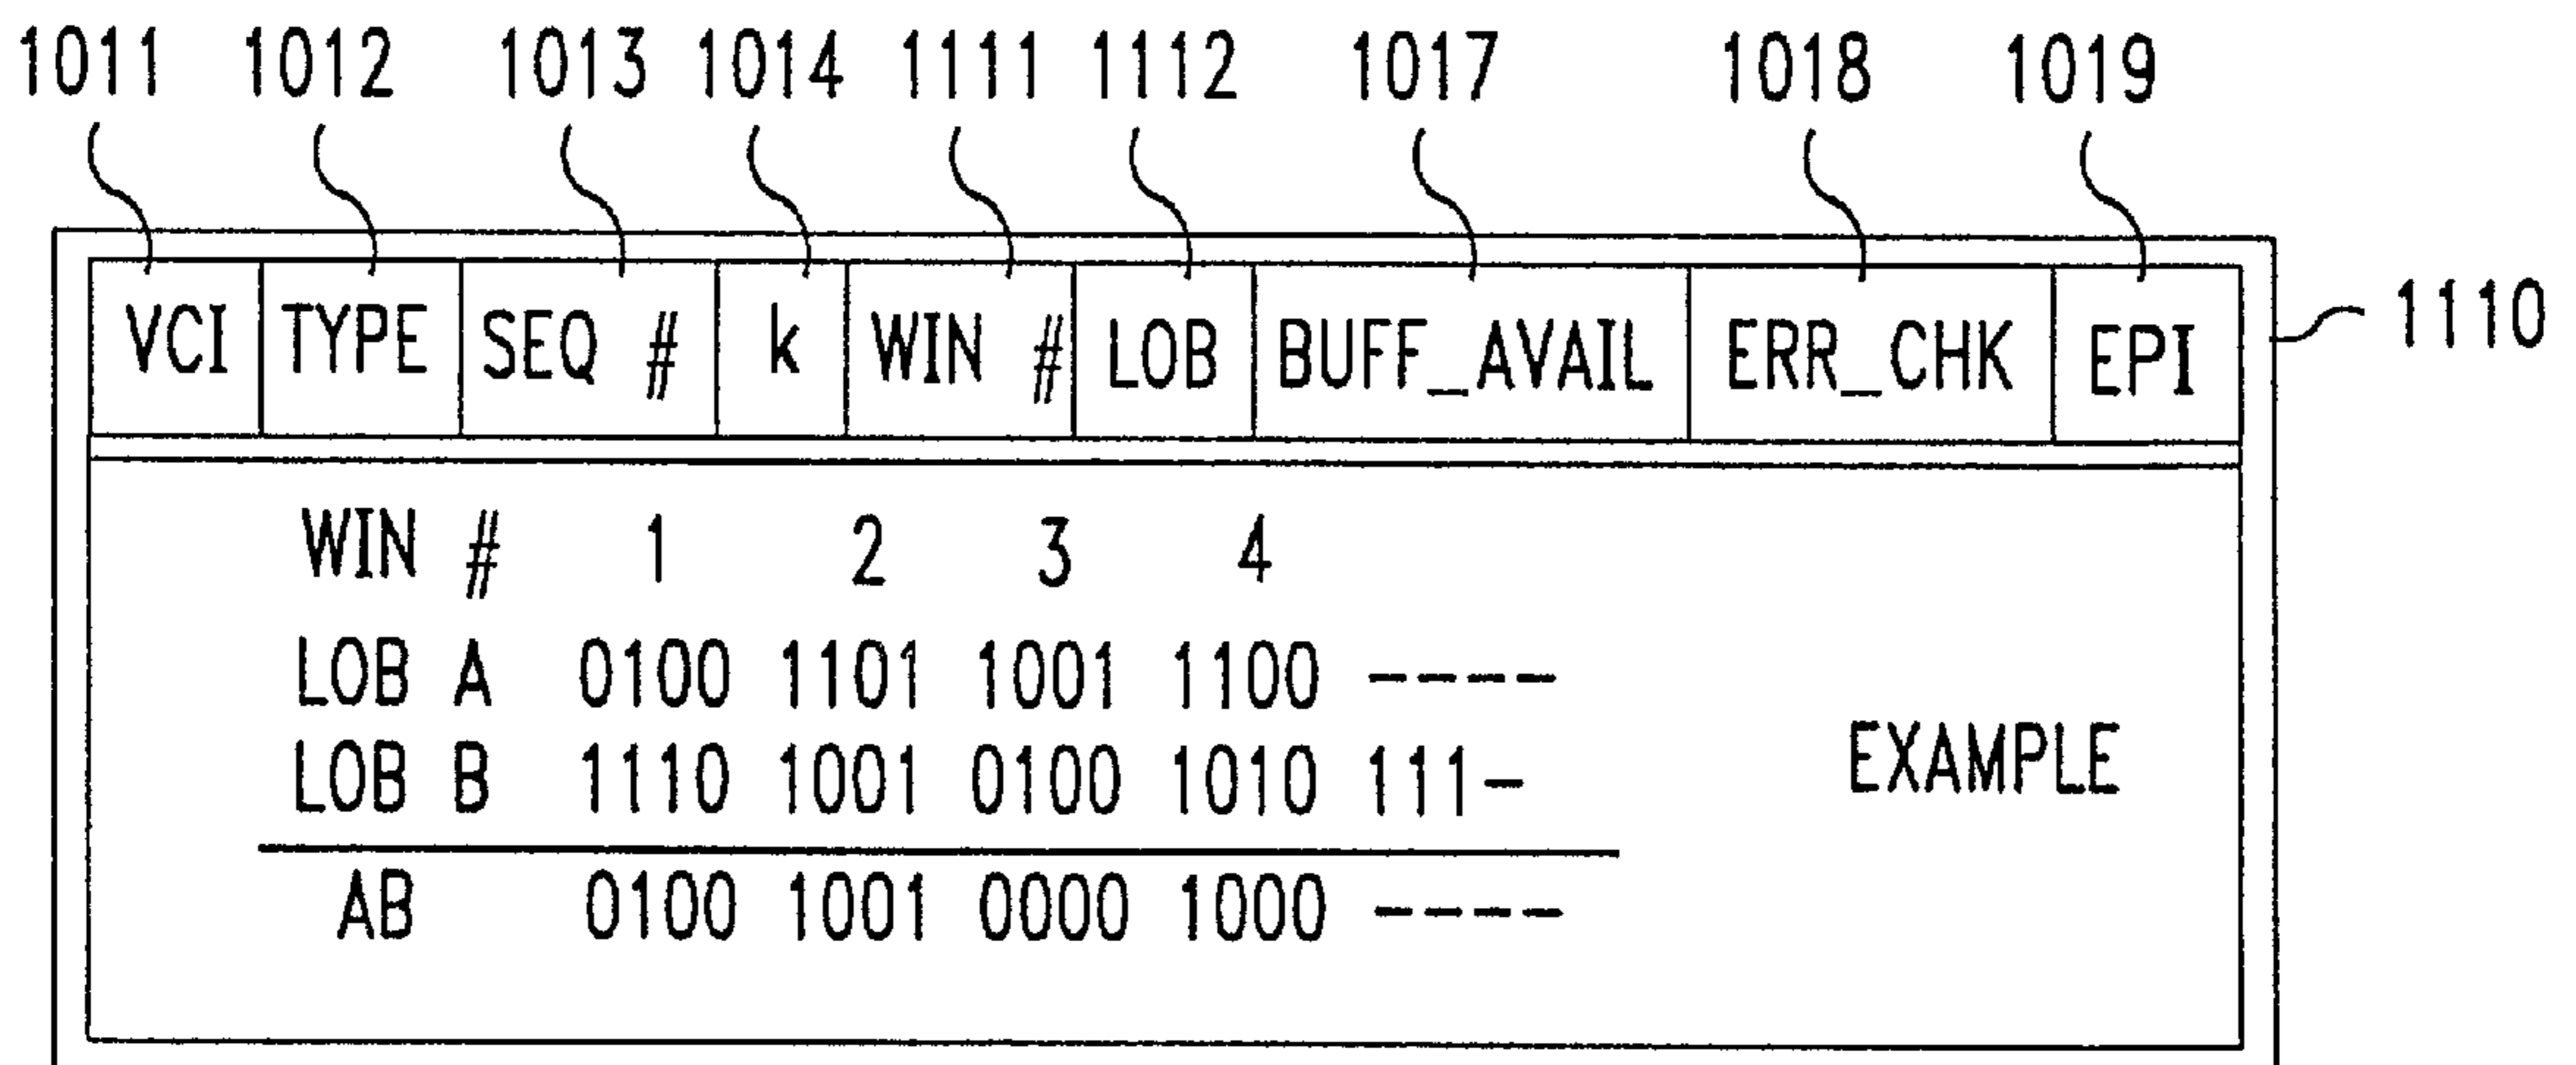 1011 1012 1013 1014 1111 1112 1017 1018 1019
VCI TYPE SEQ # k WIN # LOB BUFF_AVAIL ERR_CHK EPI 1110
WIN # 1 2 3 4
LOB A 0100 1101 1001 1100 ----
LOB B 1110 1001 0100 1010 111-
EXAMPLE
AB 0100 1001 0000 1000 ----